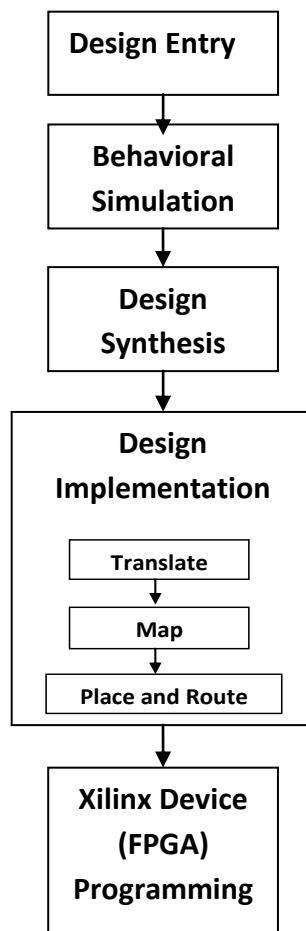 Design Entry
Behavioral
Simulation
Design
Synthesis
Design
Implementation
Translate
Map
Place and Route
Xilinx Device
(FPGA)
Programming